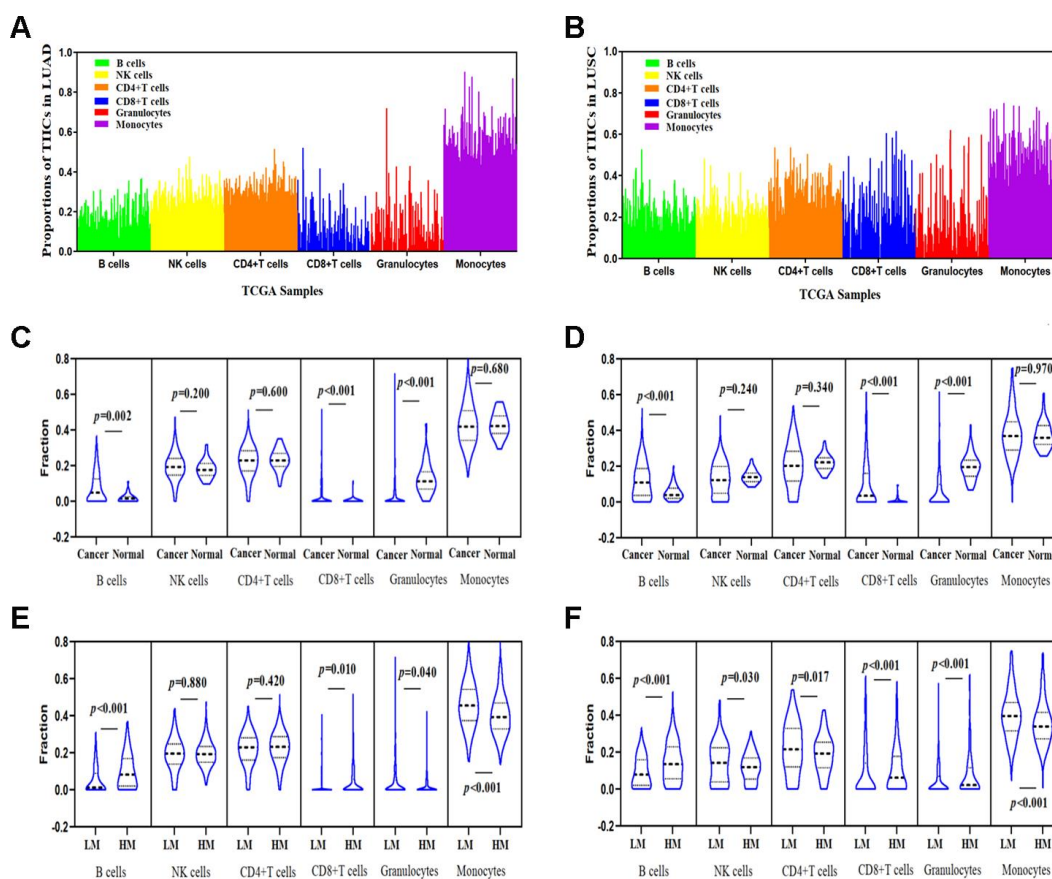 A
Proportions of TIICs in LUAD
1.0
0.8
0.6
0.4
0.2
0.0
B cells
NK cells
CD4+T cells
CD8+T cells
Granulocytes
Monocytes
B cells NK cells CD4+T cells CD8+T cells Granulocytes Monocytes
TCGA Samples
B
Proportions of TIICs in LUSC
1.0
0.8
0.6
0.4
0.2
0.0
B cells
NK cells
CD4+T cells
CD8+T cells
Granulocytes
Monocytes
B cells NK cells CD4+T cells CD8+T cells Granulocytes Monocytes
TCGA Samples
C
Fraction
0.8
0.6
0.4
0.2
0.0
-0.2
p=0.002 p=0.200 p=0.600 p<0.001 p<0.001 p=0.680
Cancer Normal Cancer Normal Cancer Normal Cancer Normal Cancer Normal Cancer Normal
B cells NK cells CD4+T cells CD8+T cells Granulocytes Monocytes
D
Fraction
0.8
0.6
0.4
0.2
0.0
-0.2
p<0.001 p=0.240 p=0.340 p<0.001 p<0.001 p=0.970
Cancer Normal Cancer Normal Cancer Normal Cancer Normal Cancer Normal Cancer Norm
B cells NK cells CD4+T cells CD8+T cells Granulocytes Monocytes
E
Fraction
0.8
0.6
0.4
0.2
0.0
-0.2
p<0.001 p=0.880 p=0.420 p=0.010 p=0.040 p<0.001
LM HM LM HM LM HM LM HM LM HM LM HM
B cells NK cells CD4+T cells CD8+T cells Granulocytes Monocytes
F
Fraction
0.8
0.6
0.4
0.2
0.0
-0.2
p<0.001 p=0.030 p=0.017 p<0.001 p<0.001 p<0.001
LM HM LM HM LM HM LM HM LM HM LM HM
B cells NK cells CD4+T cells CD8+T cells Granulocytes Monocytes